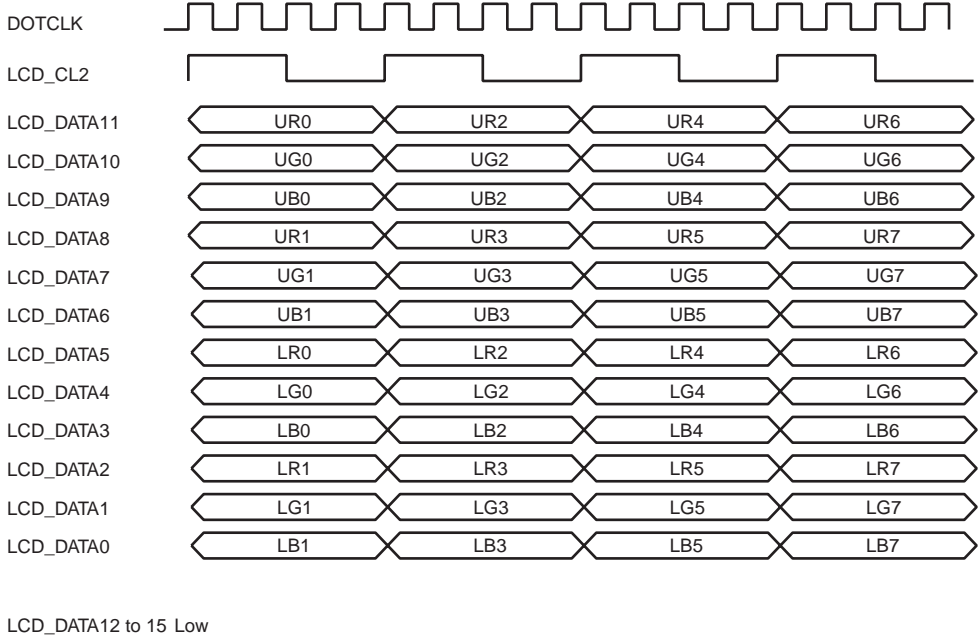 DOTCLK
LCD_CL2
LCD_DATA11 UR0 UR2 UR4 UR6
LCD_DATA10 UG0 UG2 UG4 UG6
LCD_DATA9 UB0 UB2 UB4 UB6
LCD_DATA8 UR1 UR3 UR5 UR7
LCD_DATA7 UG1 UG3 UG5 UG7
LCD_DATA6 UB1 UB3 UB5 UB7
LCD_DATA5 LR0 LR2 LR4 LR6
LCD_DATA4 LG0 LG2 LG4 LG6
LCD_DATA3 LB0 LB2 LB4 LB6
LCD_DATA2 LR1 LR3 LR5 LR7
LCD_DATA1 LG1 LG3 LG5 LG7
LCD_DATA0 LB1 LB3 LB5 LB7
LCD_DATA12 to 15 Low